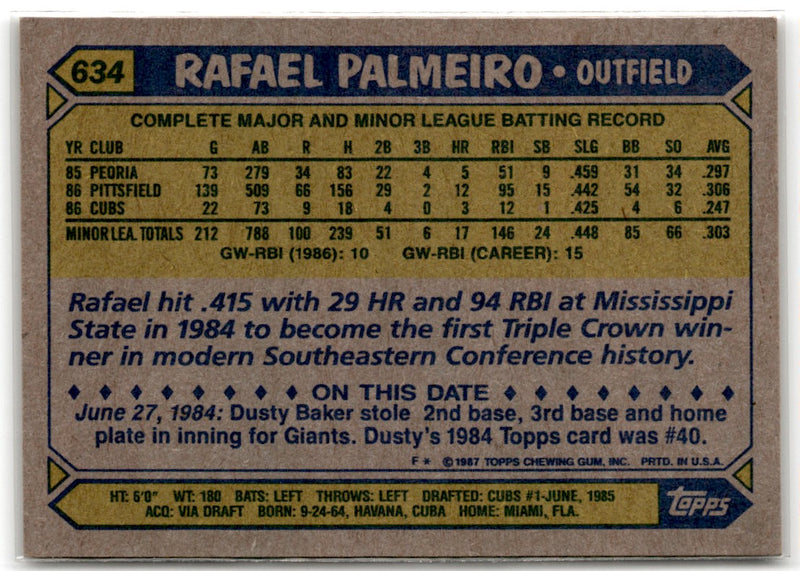 634 RAFAEL PALMEIRO • OUTFIELD
COMPLETE MAJOR AND MINOR LEAGUE BATTING RECORD
YR CLUB G AB R H 2B 3B HR RBI SB SLG BB SO AVG
85 PEORIA 73 279 34 83 22 4 5 51 9 .459 31 34 .297
86 PITTSFIELD 139 509 66 156 29 2 12 95 15 .442 54 32 .306
86 CUBS 22 73 9 18 4 0 3 12 1 .425 4 6 .247
MINOR LEA. TOTALS 212 788 100 239 51 6 17 146 24 .448 85 66 .303
GW-RBI (1986): 10 GW-RBI (CAREER): 15
Rafael hit .415 with 29 HR and 94 RBI at Mississippi
State in 1984 to become the first Triple Crown win-
ner in modern Southeastern Conference history.
♦ ♦ ♦ ♦ ♦ ♦ ♦ ♦ ON THIS DATE ♦ ♦ ♦ ♦ ♦ ♦ ♦ ♦
June 27, 1984: Dusty Baker stole 2nd base, 3rd base and home
plate in inning for Giants. Dusty's 1984 Topps card was #40.
F * ©1987 TOPPS CHEWING GUM, INC. PRTD. IN U.S.A.
HT: 6'0" WT: 180 BATS: LEFT THROWS: LEFT DRAFTED: CUBS #1-JUNE, 1985
ACQ: VIA DRAFT BORN: 9-24-64, HAVANA, CUBA HOME: MIAMI, FLA.
Topps